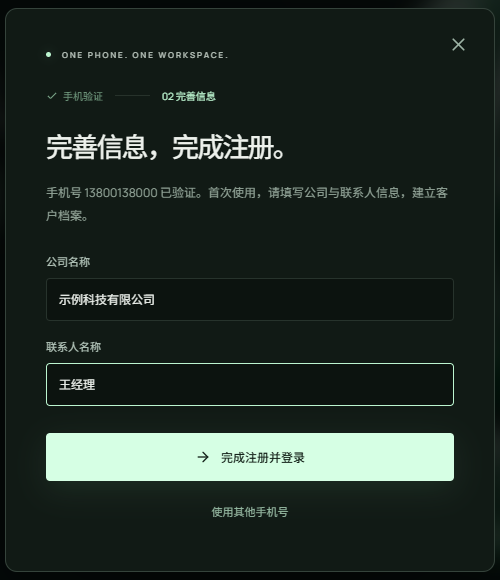 ONE PHONE. ONE WORKSPACE.
手机验证
02 完善信息
完善信息，完成注册。
手机号 13800138000 已验证。首次使用，请填写公司与联系人信息，建立客
户档案。
公司名称
示例科技有限公司
联系人名称
王经理
完成注册并登录
使用其他手机号